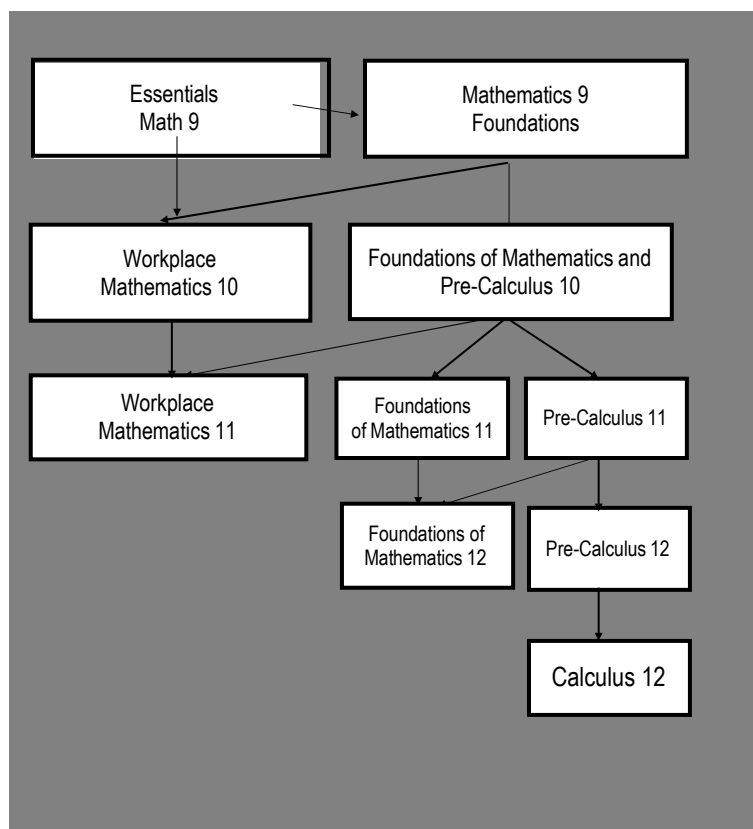 Essentials
Math 9
Mathematics 9
Foundations
Workplace
Mathematics 10
Foundations of Mathematics and
Pre-Calculus 10
Workplace
Mathematics 11
Foundations
of Mathematics 11
Pre-Calculus 11
Foundations of
Mathematics 12
Pre-Calculus 12
Calculus 12